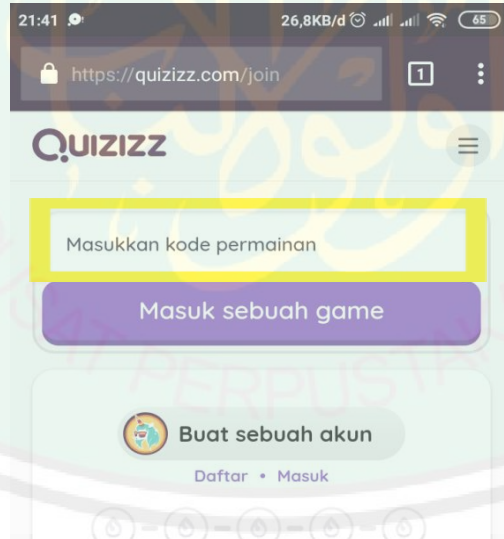 21:41 26,8KB/d 65
https://quizizz.com/join 1
QUIZIZZ
Masukkan kode permainan
Masuk sebuah game
Buat sebuah akun
Daftar • Masuk